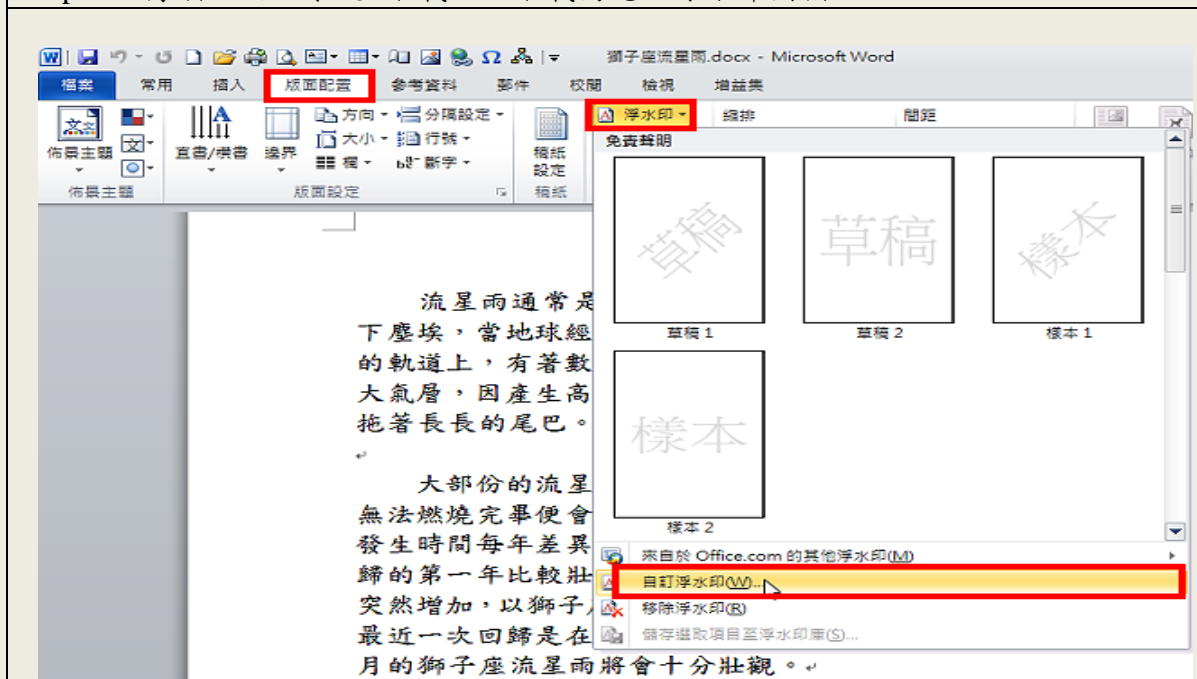 獅子座流星雨.docx - Microsoft Word
檔案 常用 插入 版面配置 參考資料 郵件 校閱 檢視 增益集
佈景主題 文 直書/橫書 邊界 方向 大小 欄 分隔設定 行號 斷字 稿紙設定 浮水印 縮排 間距
佈景主題 版面設定 稿紙
免責聲明
草稿 草稿 樣本
草稿 1 草稿 2 樣本 1
樣本
樣本 2
來自於 Office.com 的其他浮水印(M)
自訂浮水印(W)...
移除浮水印(R)
儲存選取項目至浮水印庫(S)...
流星雨通常是
下塵埃，當地球經
的軌道上，有著數
大氣層，因產生高
拖著長長的尾巴。
大部份的流星
無法燃燒完畢便會
發生時間每年差異
歸的第一年比較壯
突然增加，以獅子
最近一次回歸是在
月的獅子座流星雨將會十分壯觀。